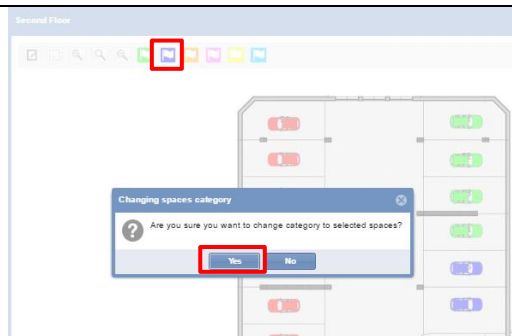 Second Floor
Changing spaces category
Are you sure you want to change category to selected spaces?
Yes
No